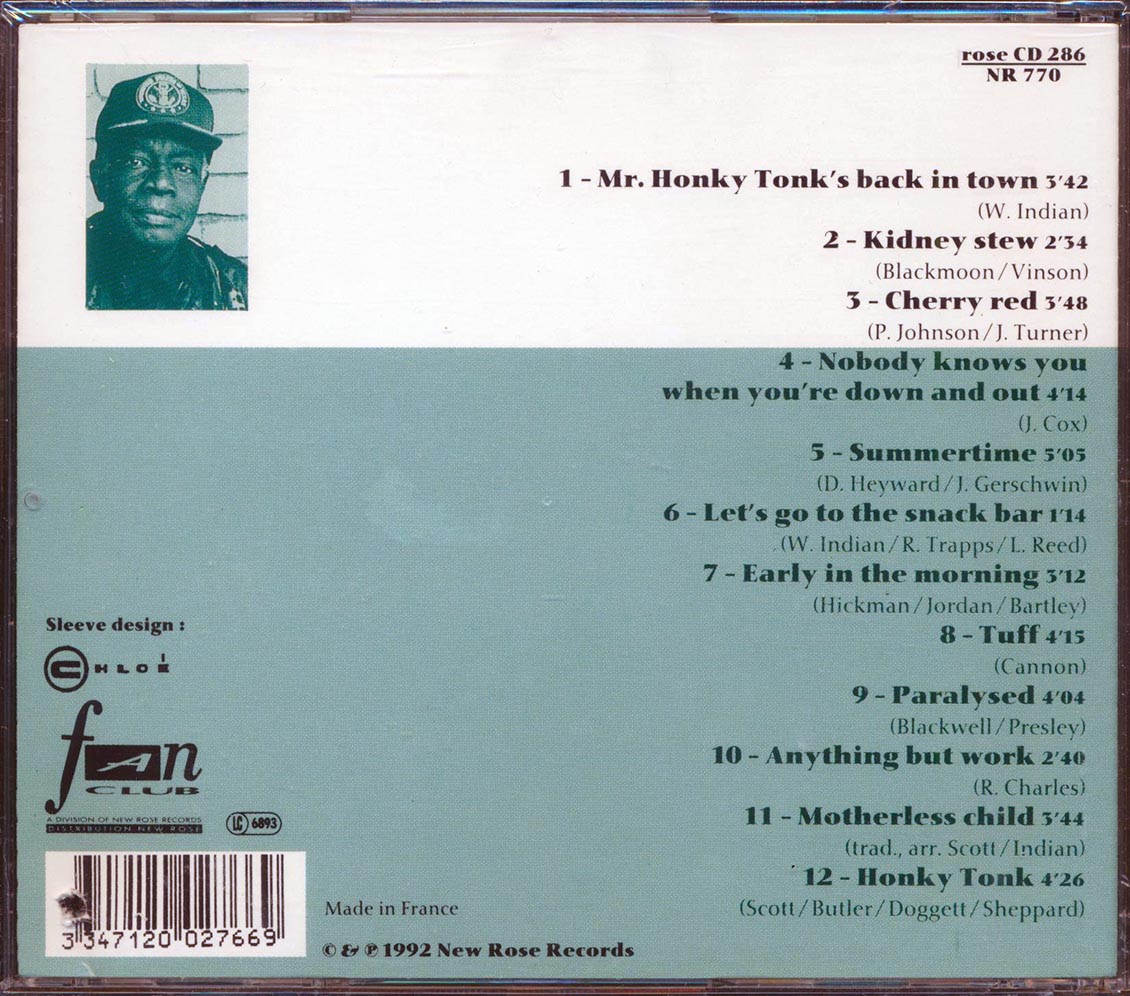 rose CD 286
NR 770
1 - Mr. Honky Tonk's back in town 3'42
(W. Indian)
2 - Kidney stew 2'34
(Blackmoon/Vinson)
3 - Cherry red 3'48
(P. Johnson/J. Turner)
4 - Nobody knows you
when you're down and out 4'14
(J. Cox)
5 - Summertime 5'05
(D. Heyward/J. Gerschwin)
6 - Let's go to the snack bar 1'14
(W. Indian/R. Trapps/L. Reed)
7 - Early in the morning 3'12
(Hickman/Jordan/Bartley)
8 - Tuff 4'15
(Cannon)
9 - Paralysed 4'04
(Blackwell/Presley)
10 - Anything but work 2'40
(R. Charles)
11 - Motherless child 3'44
(trad., arr. Scott/Indian)
12 - Honky Tonk 4'26
(Scott/Butler/Doggett/Sheppard)
Sleeve design :
CHLOÉ
fAn
CLUB
A DIVISION OF NEW ROSE RECORDS
DISTRIBUTION NEW ROSE
LC 6893
3 347120 027669
Made in France
© & ℗ 1992 New Rose Records